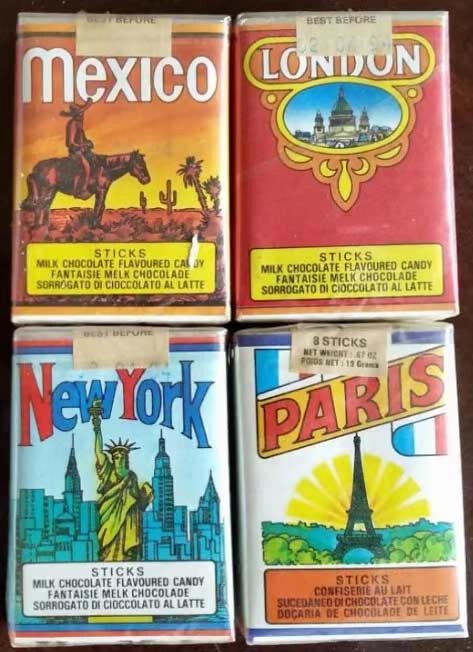 BEST BEFORE
Mexico
STICKS
MILK CHOCOLATE FLAVOURED CANDY
FANTAISIE MELK CHOCOLADE
SORROGATO DI CIOCCOLATO AL LATTE
BEST BEFORE
LONDON
STICKS
MILK CHOCOLATE FLAVOURED CANDY
FANTAISIE MELK CHOCOLADE
SORROGATO DI CIOCCOLATO AL LATTE
BEST BEFORE
New York
STICKS
MILK CHOCOLATE FLAVOURED CANDY
FANTAISIE MELK CHOCOLADE
SORROGATO DI CIOCCOLATO AL LATTE
8 STICKS
NET WEIGHT: .67 OZ
POIDS NET: 19 Grams
PARIS
STICKS
CONFISERIE AU LAIT
SUCEDANEO DI CHOCOLATE CON LECHE
DOÇARIA DE CHOCOLADE DE LEITE